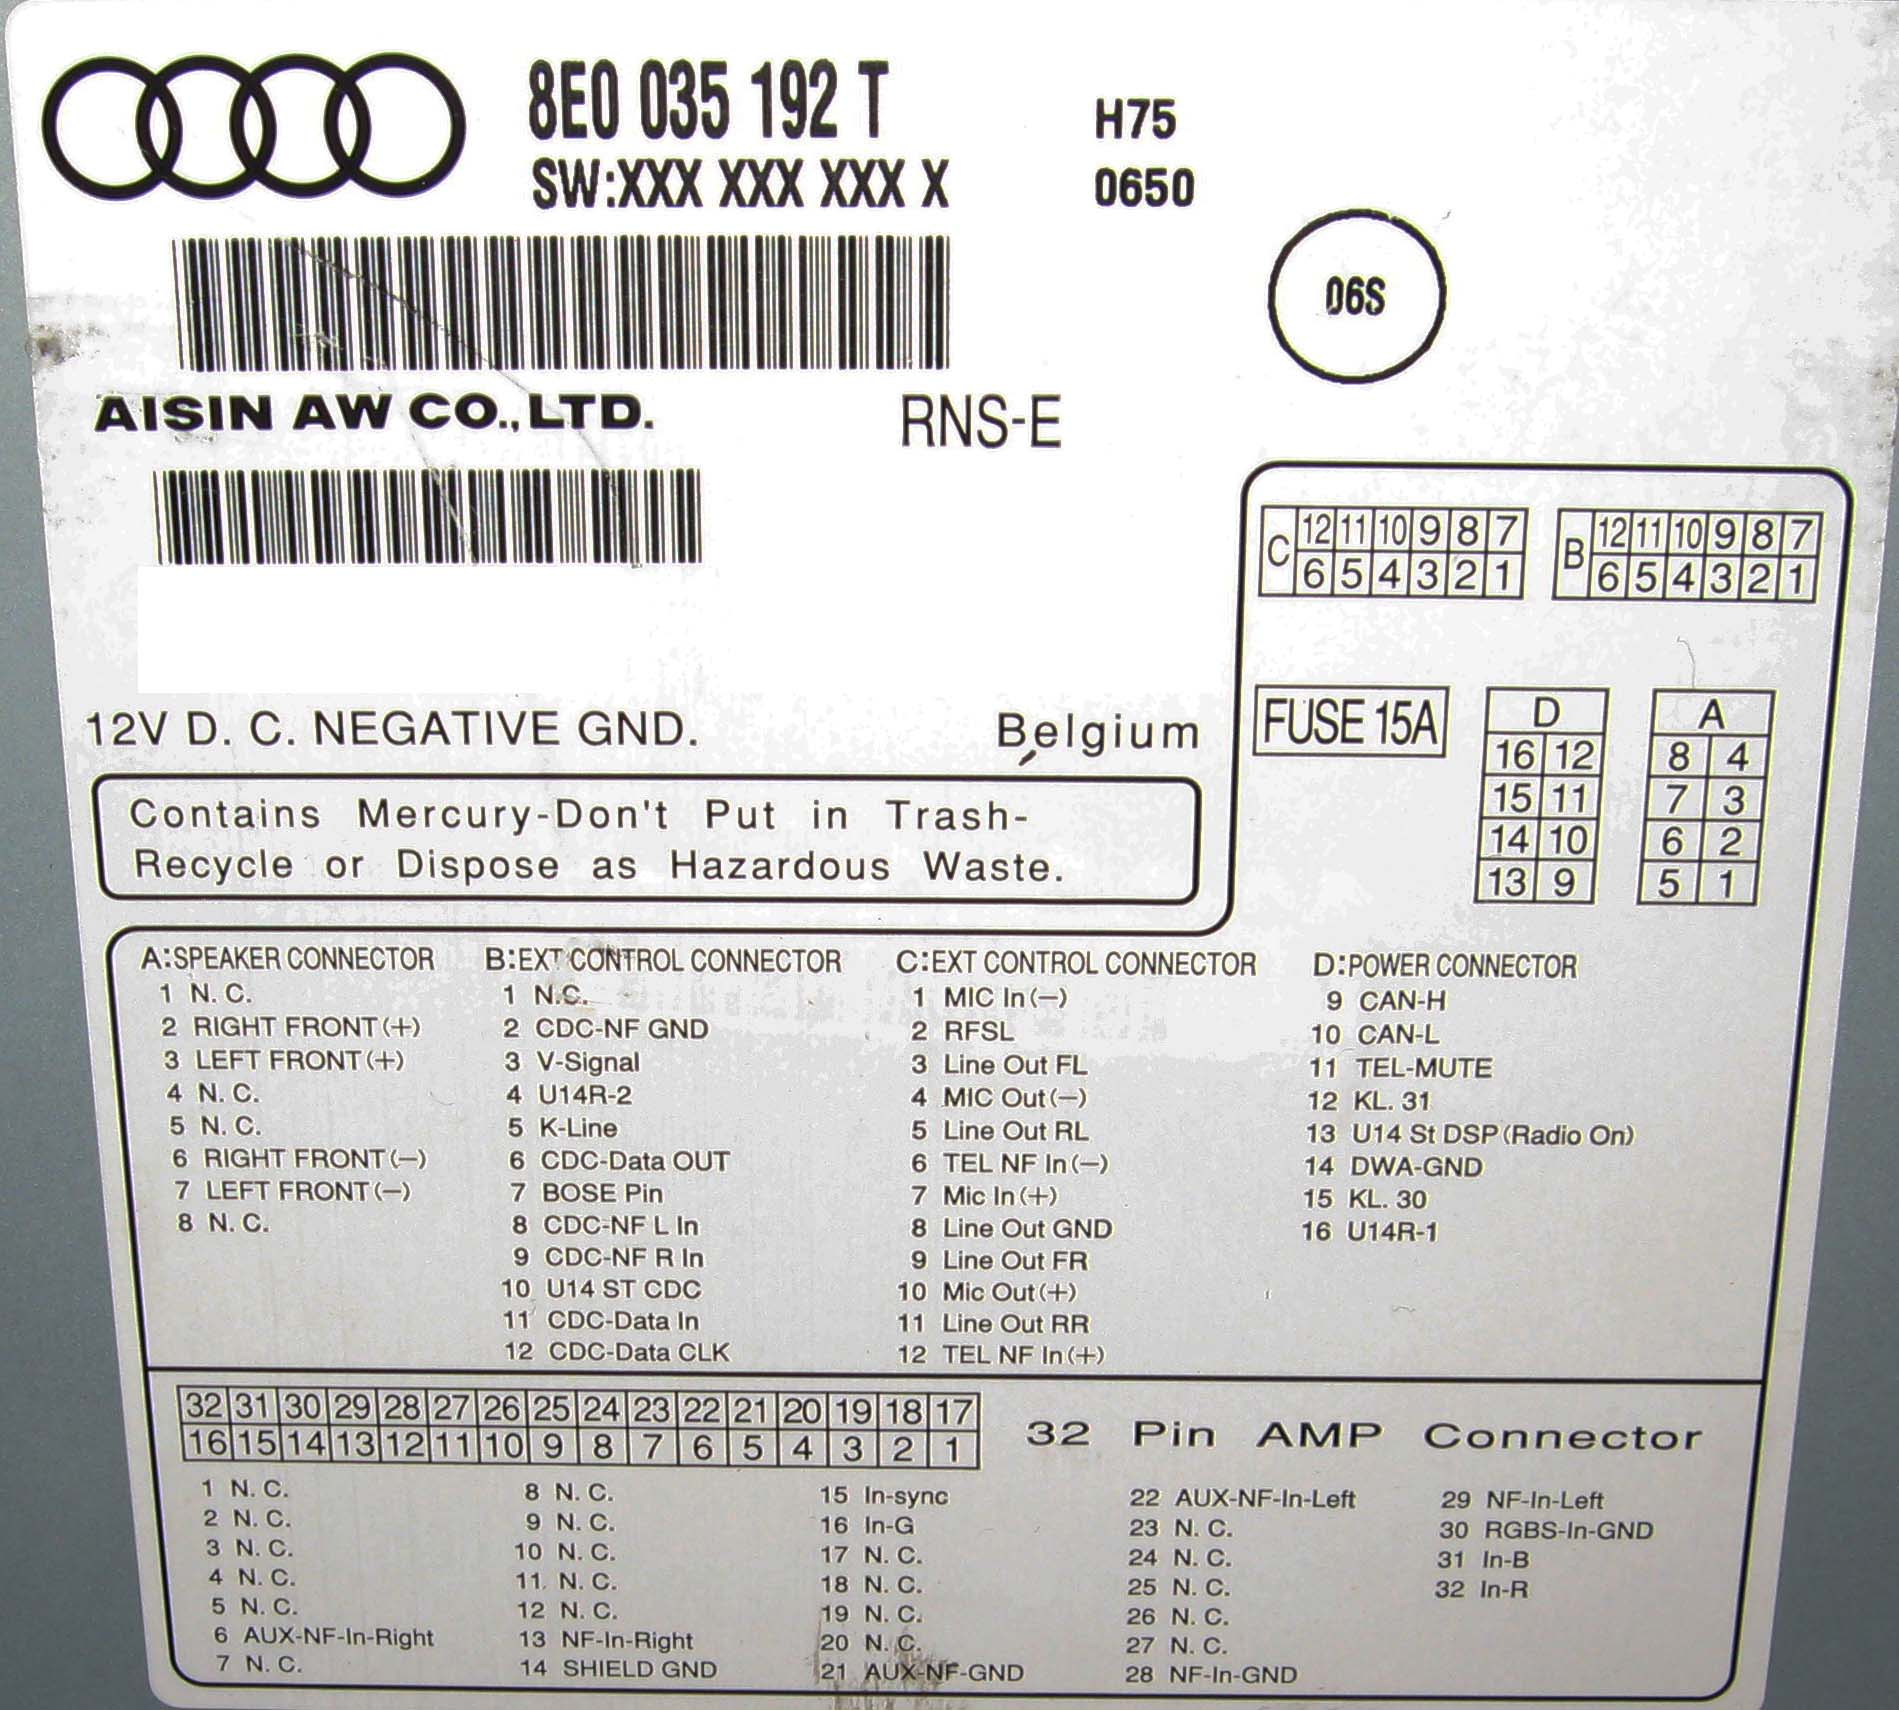 8E0 035 192 T
H75
SW:XXX XXX XXX X
0650
06S
AISIN AW CO.,LTD.
RNS-E
C 12 11 10 9 8 7
6 5 4 3 2 1
B 12 11 10 9 8 7
6 5 4 3 2 1
12V D. C. NEGATIVE GND.
Belgium
FUSE 15A
D
16 12
15 11
14 10
13 9
A
8 4
7 3
6 2
5 1
Contains Mercury-Don't Put in Trash-
Recycle or Dispose as Hazardous Waste.
A:SPEAKER CONNECTOR
1 N. C.
2 RIGHT FRONT(+)
3 LEFT FRONT(+)
4 N. C.
5 N. C.
6 RIGHT FRONT(−)
7 LEFT FRONT(−)
8 N. C.
B:EXT CONTROL CONNECTOR
1 N.C.
2 CDC-NF GND
3 V-Signal
4 U14R-2
5 K-Line
6 CDC-Data OUT
7 BOSE Pin
8 CDC-NF L In
9 CDC-NF R In
10 U14 ST CDC
11 CDC-Data In
12 CDC-Data CLK
C:EXT CONTROL CONNECTOR
1 MIC In(−)
2 RFSL
3 Line Out FL
4 MIC Out(−)
5 Line Out RL
6 TEL NF In(−)
7 Mic In(+)
8 Line Out GND
9 Line Out FR
10 Mic Out(+)
11 Line Out RR
12 TEL NF In(+)
D:POWER CONNECTOR
9 CAN-H
10 CAN-L
11 TEL-MUTE
12 KL. 31
13 U14 St DSP(Radio On)
14 DWA-GND
15 KL. 30
16 U14R-1
32 31 30 29 28 27 26 25 24 23 22 21 20 19 18 17
16 15 14 13 12 11 10 9 8 7 6 5 4 3 2 1
32 Pin AMP Connector
1 N. C.
2 N. C.
3 N. C.
4 N. C.
5 N. C.
6 AUX-NF-In-Right
7 N. C.
8 N. C.
9 N. C.
10 N. C.
11. N. C.
12 N. C.
13 NF-In-Right
14 SHIELD GND
15 In-sync
16 In-G
17 N. C.
18 N. C.
19 N. C.
20 N. C.
21 AUX-NF-GND
22 AUX-NF-In-Left
23 N. C.
24 N. C.
25 N. C.
26 N. C.
27 N. C.
28 NF-In-GND
29 NF-In-Left
30 RGBS-In-GND
31 In-B
32 In-R